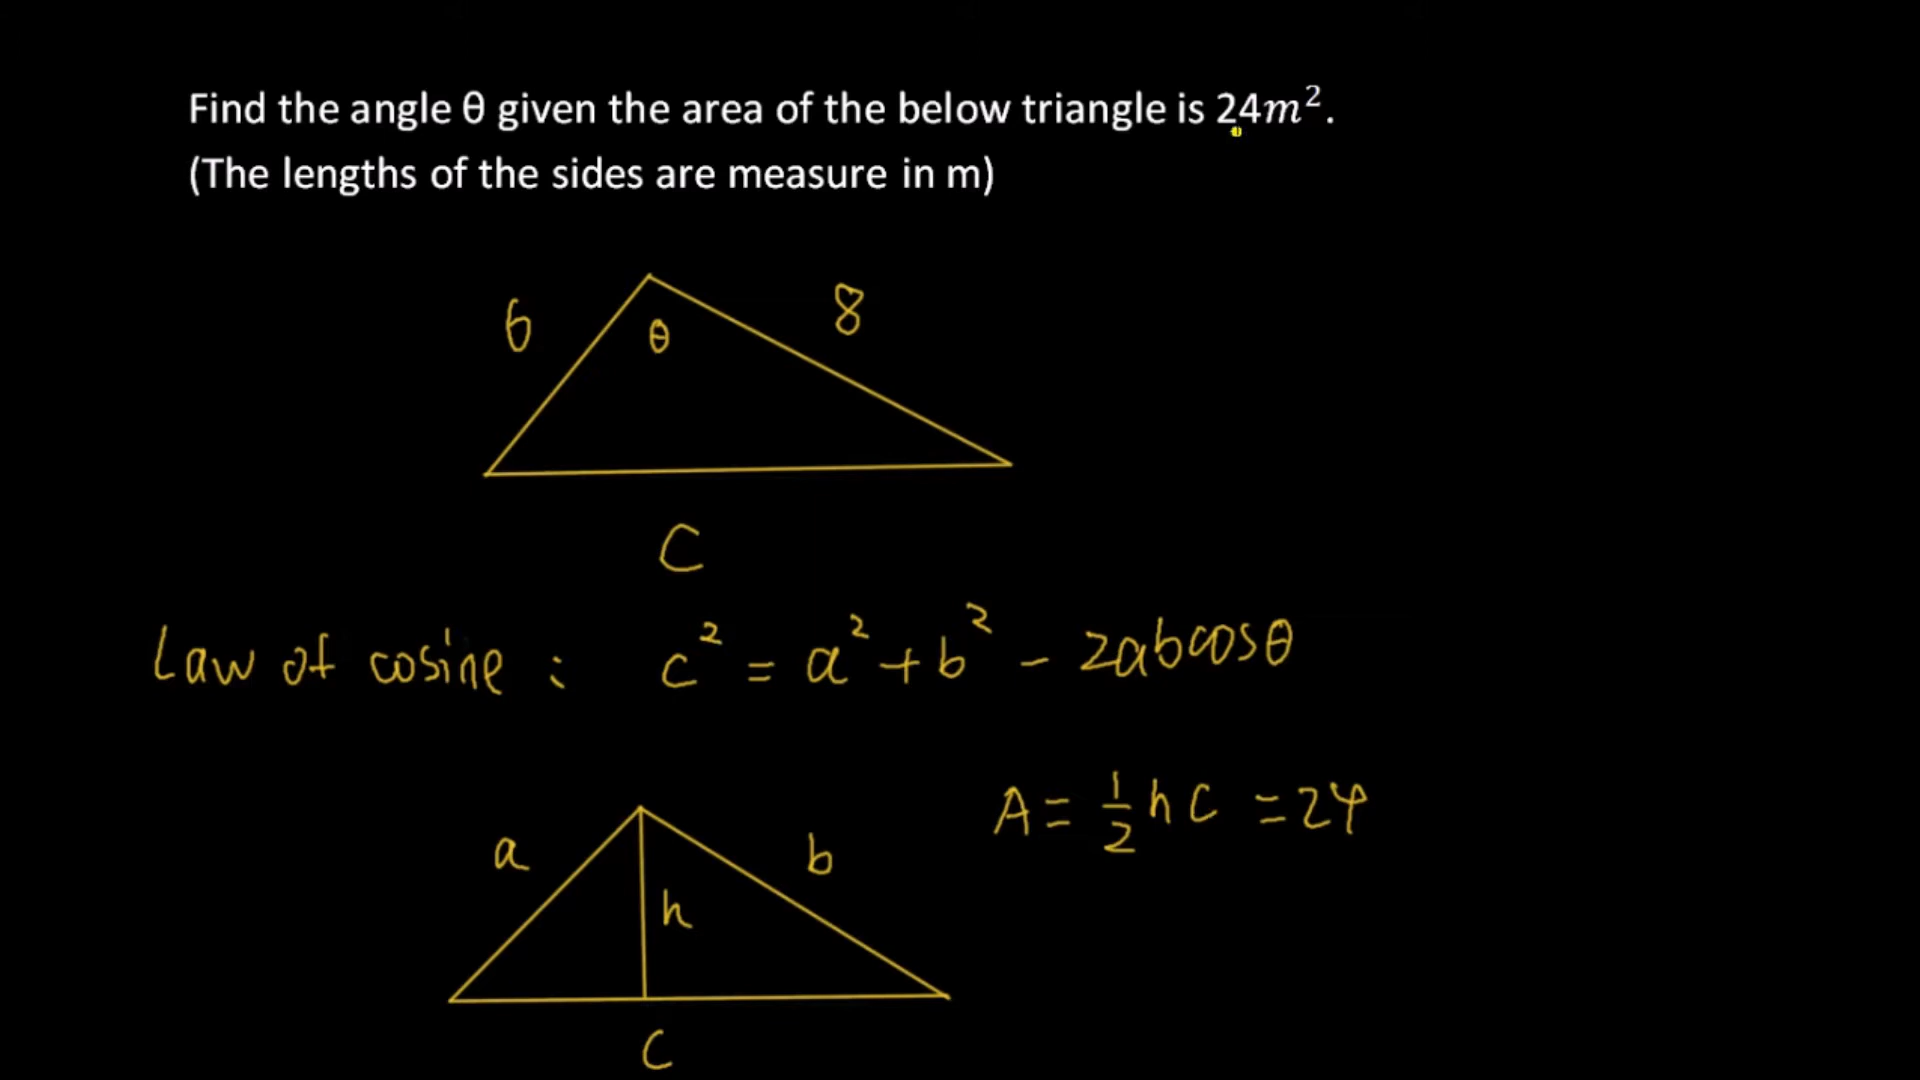 Find the angle θ given the area of the below triangle is 24m².
(The lengths of the sides are measure in m)
6
8
θ
C
Law of cosine : c² = a² + b² - 2abcosθ
A = 1/2 h c = 24
a
b
h
c